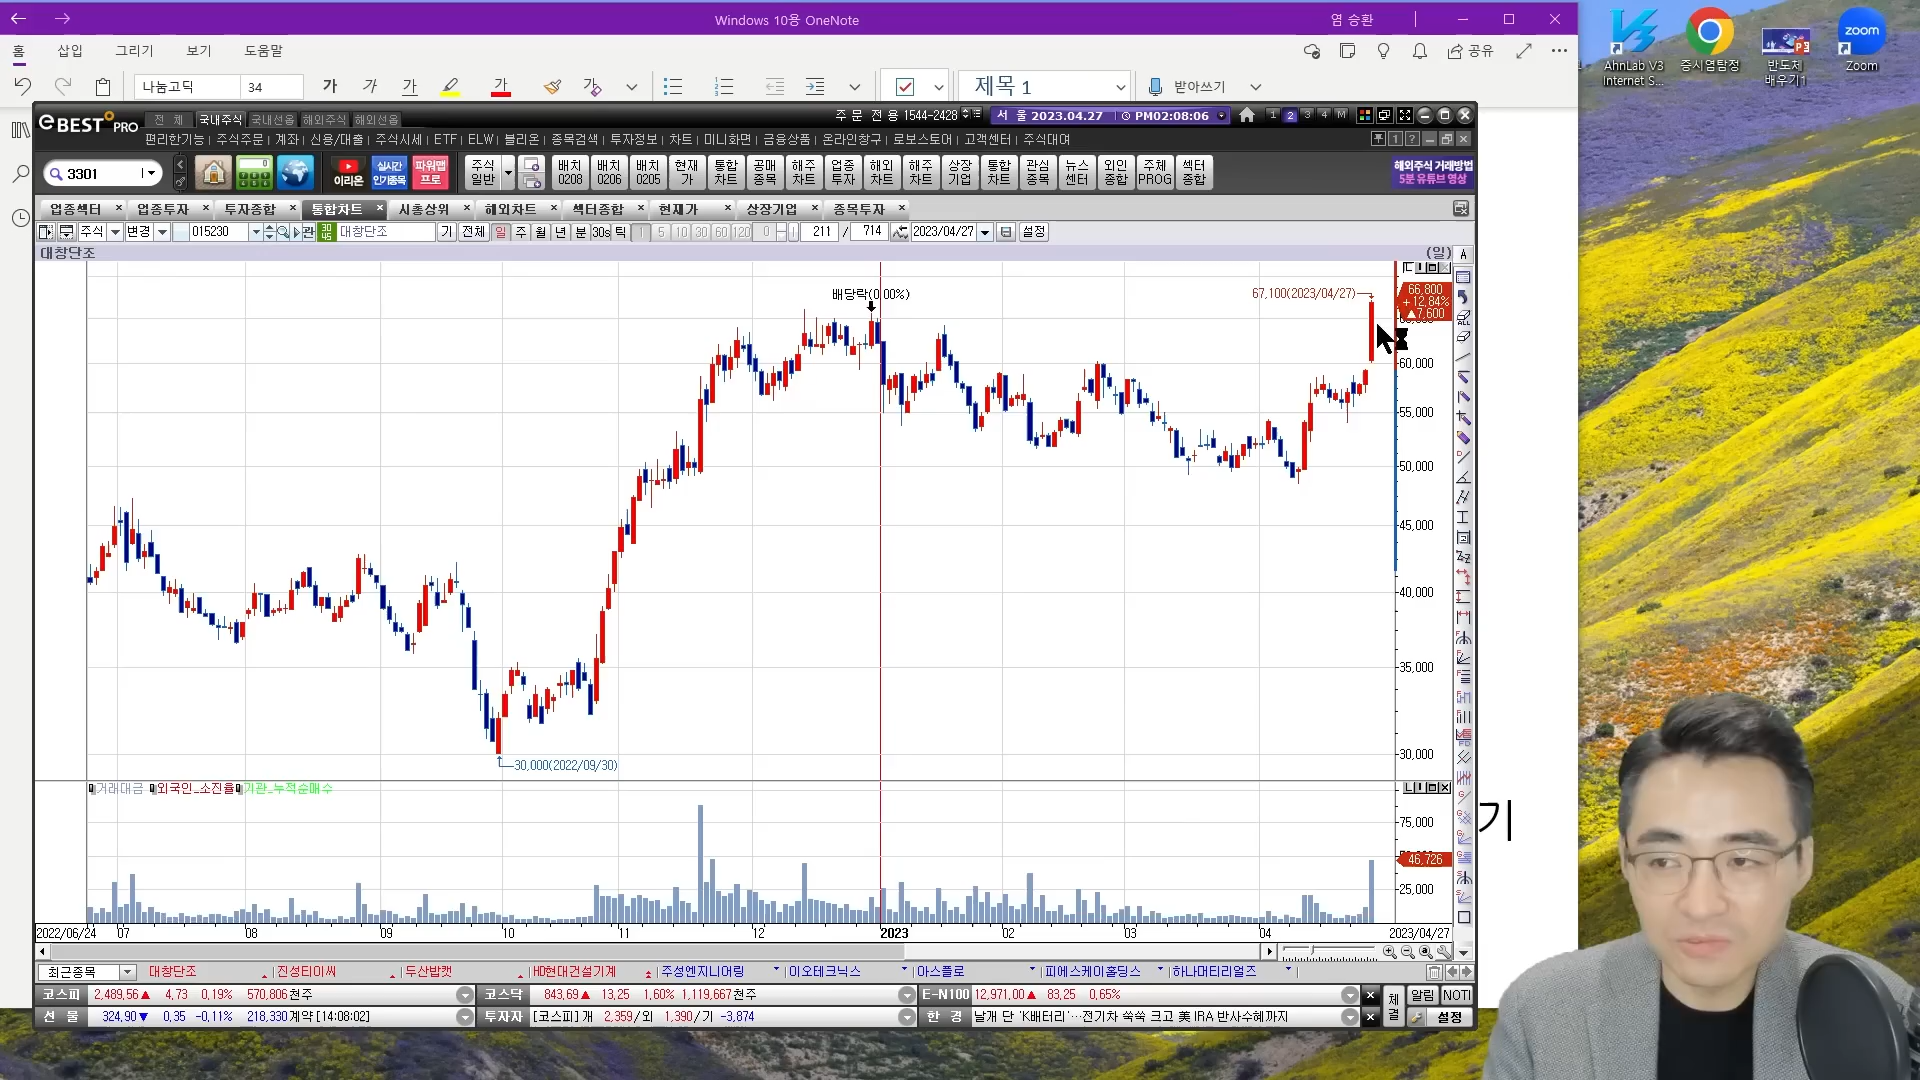 Windows 10용 OneNote
염 승환
홈 삽입 그리기 보기 도움말
공유
나눔고딕 34 가 가 가 가 가 제목 1 받아쓰기
AhnLab V3 Internet S...
증시염탐정
반도체 배우기1
Zoom
zoom
eBEST PRO 전 체 국내주식 국내선옵 해외주식 해외선옵
주 문 전 용 1544-2428 서 울 2023.04.27 PM02:08:06 1 2 3 4 M
편리한기능 주식주문 계좌 신용/대출 주식시세 ETF ELW 블리온 종목검색 투자정보 차트 미니화면 금융상품 온라인창구 로보스토어 고객센터 주식대여
3301 이리온 실시간 인기종목 파워맵 프로 주식 일반 배치 0208 배치 0206 배치 0205 현재가 통합 차트 공매 종목 해주 차트 업종 투자 해외 차트 해주 차트 상장 기업 통합 차트 관심 종목 뉴스 센터 외인 종합 주체 PROG 섹터 종합
해외주식 거래방법
5분 유튜브 영상
업종섹터 업종투자 투자종합 통합차트 시총상위 해외차트 섹터종합 현재가 상장기업 종목투자
주식 변경 015230 관 대창단조 기 전체 일 주 월 년 분 30s 틱 1 5 10 30 60 120 0 211 / 714 2023/04/27 설정
대창단조 (일)
배당락(0.00%)
67,100(2023/04/27)
66,800
+12.84%
▲7,600
60,000
55,000
50,000
45,000
40,000
35,000
30,000
30,000(2022/09/30)
거래대금 외국인_소진율 기관_누적순매수
75,000
46,726
25,000
기
2022/06/24 07 08 09 10 11 12 2023 02 03 04 2023/04/27
최근종목 대창단조 진성티이씨 두산밥캣 HD현대건설기계 주성엔지니어링 이오테크닉스 아스플로 피에스케이홀딩스 하나머티리얼즈
코스피 2,489.56▲ 4.73 0.19% 570,806천주 코스닥 843.69▲ 13.25 1.60% 1,119,667천주 E-N100 12,971.00▲ 83.25 0.65% 체결 알림 NOTI
선 물 324.90▼ 0.35 -0.11% 218,330계약 [14:08:02] 투자자 [코스피]개 2,359/외 1,390/기 -3,874 한 경 날개 단 'K배터리'…전기차 쑥쑥 크고 美 IRA 반사수혜까지 설정